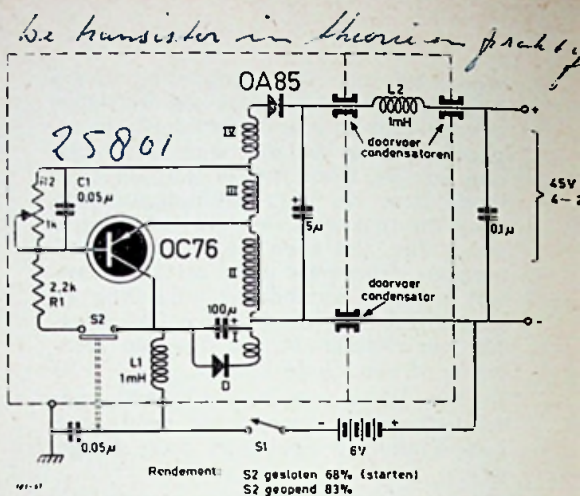 De transistor in theorie en praktijk
OA85
L2
1mH
+
IV
doorvoer
condensatoren
25801
R2
C1
0,05µ
III
1k
+
5µ
45V
0,1µ
OC76
II
2,2k
R1
100µ
doorvoer
condensator
S2
I
-
L1
1mH
D
0,05µ
S1
-
+
6V
Rendement:
S2 gesloten 68% (starten)
S2 geopend 83%